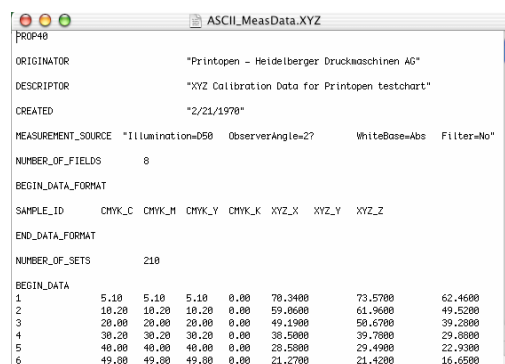 ASCII_MeasData.XYZ
PROP40
ORIGINATOR "Printopen - Heidelberger Druckmaschinen AG"
DESCRIPTOR "XYZ Calibration Data for Printopen testchart"
CREATED "2/21/1970"
MEASUREMENT_SOURCE "Illumination=D50 ObserverAngle=2? WhiteBase=Abs Filter=No"
NUMBER_OF_FIELDS 8
BEGIN_DATA_FORMAT
SAMPLE_ID CMYK_C CMYK_M CMYK_Y CMYK_K XYZ_X XYZ_Y XYZ_Z
END_DATA_FORMAT
NUMBER_OF_SETS 210
BEGIN_DATA
1 5.10 5.10 5.10 0.00 70.3400 73.5700 62.4600
2 10.20 10.20 10.20 0.00 59.0600 61.9600 49.5200
3 20.00 20.00 20.00 0.00 49.1900 50.6700 39.2800
4 30.20 30.20 30.20 0.00 38.5000 39.7800 29.8800
5 40.00 40.00 40.00 0.00 28.5800 29.4900 22.9300
6 49.80 49.80 49.80 0.00 21.2700 21.4200 16.6500